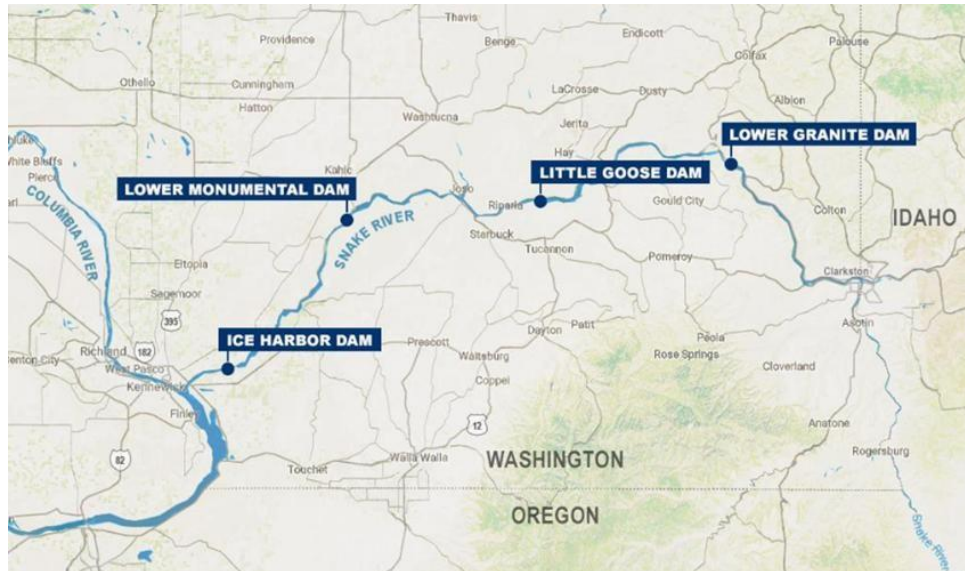 Thavis
Providence
Benge
Endicott
Palouse
Colfax
Othello
Cunningham
LaCrosse
Dusty
Albion
Hatton
Washtucna
Jerita
LOWER GRANITE DAM
White Bluffs
Hay
Pierce
Kahlo
LITTLE GOOSE DAM
LOWER MONUMENTAL DAM
Joso
Riparia
Gould City
Colton
IDAHO
COLUMBIA RIVER
SNAKE RIVER
Starbuck
Tucannon
Eltopia
Pomeroy
Clarkston
Sagemoor
395
Asotin
ICE HARBOR DAM
Dayton
Patit
Peola
Richland
182
Prescott
Waitsburg
Rose Springs
Cloverland
West Pasco
Kennewick
Coppei
Finley
12
Anatone
82
Touchet
Walla Walla
WASHINGTON
Rogersburg
OREGON
Snake River